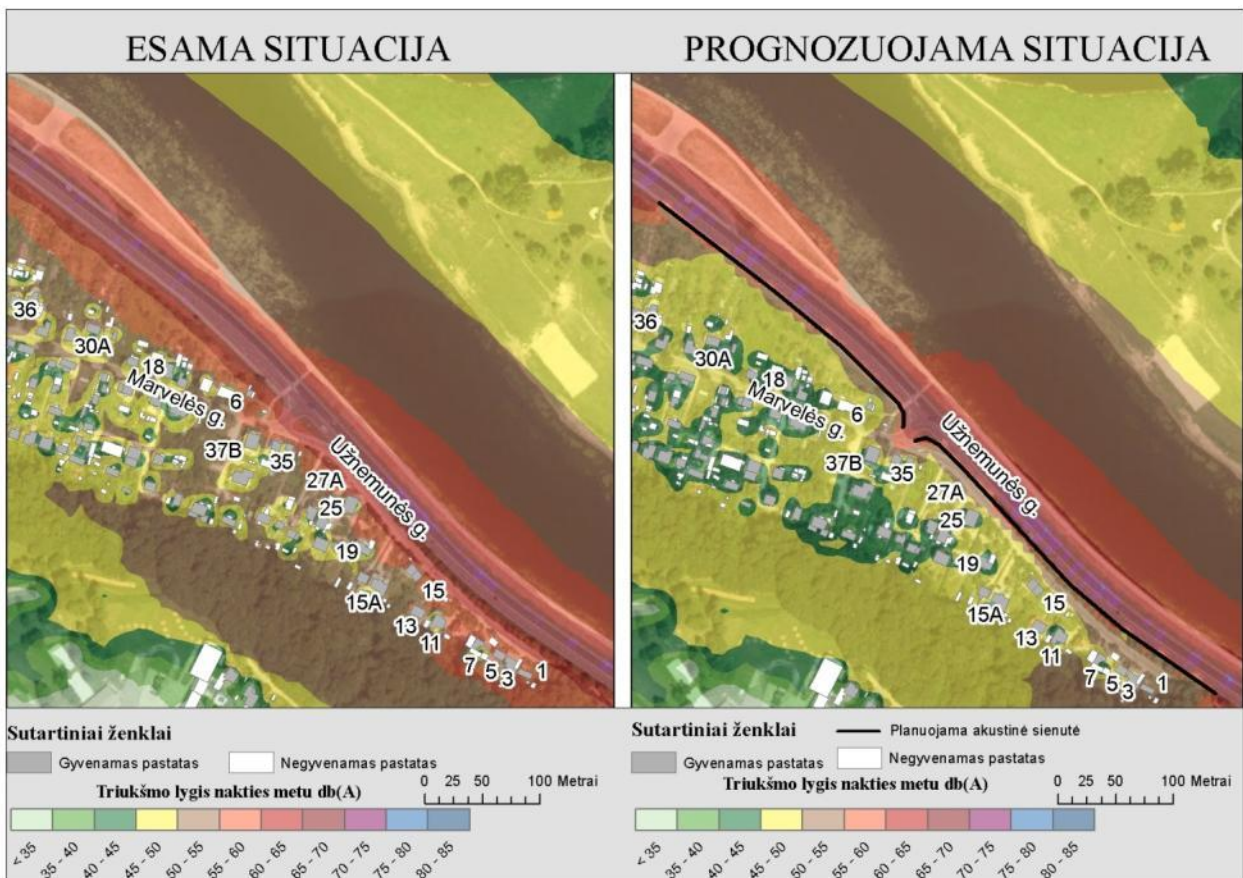 ESAMA SITUACIJA
36
30A
18
Marvelės g.
6
37B
35
27A
25
Užnemunės g.
19
15A
15
13
11
7
5
3
1
Sutartiniai ženklai
Gyvenamas pastatas
Negyvenamas pastatas
0 25 50 100 Metrai
Triukšmo lygis nakties metu db(A)
< 35
35 - 40
40 - 45
45 - 50
50 - 55
55 - 60
60 - 65
65 - 70
70 - 75
75 - 80
80 - 85
PROGNOZUOJAMA SITUACIJA
36
30A
18
Marvelės g.
6
37B
35
27A
25
Užnemunės g.
19
15A
15
13
11
7
5
3
1
Sutartiniai ženklai
Planuojama akustinė sienutė
Gyvenamas pastatas
Negyvenamas pastatas
0 25 50 100 Metrai
Triukšmo lygis nakties metu db(A)
< 35
35 - 40
40 - 45
45 - 50
50 - 55
55 - 60
60 - 65
65 - 70
70 - 75
75 - 80
80 - 85